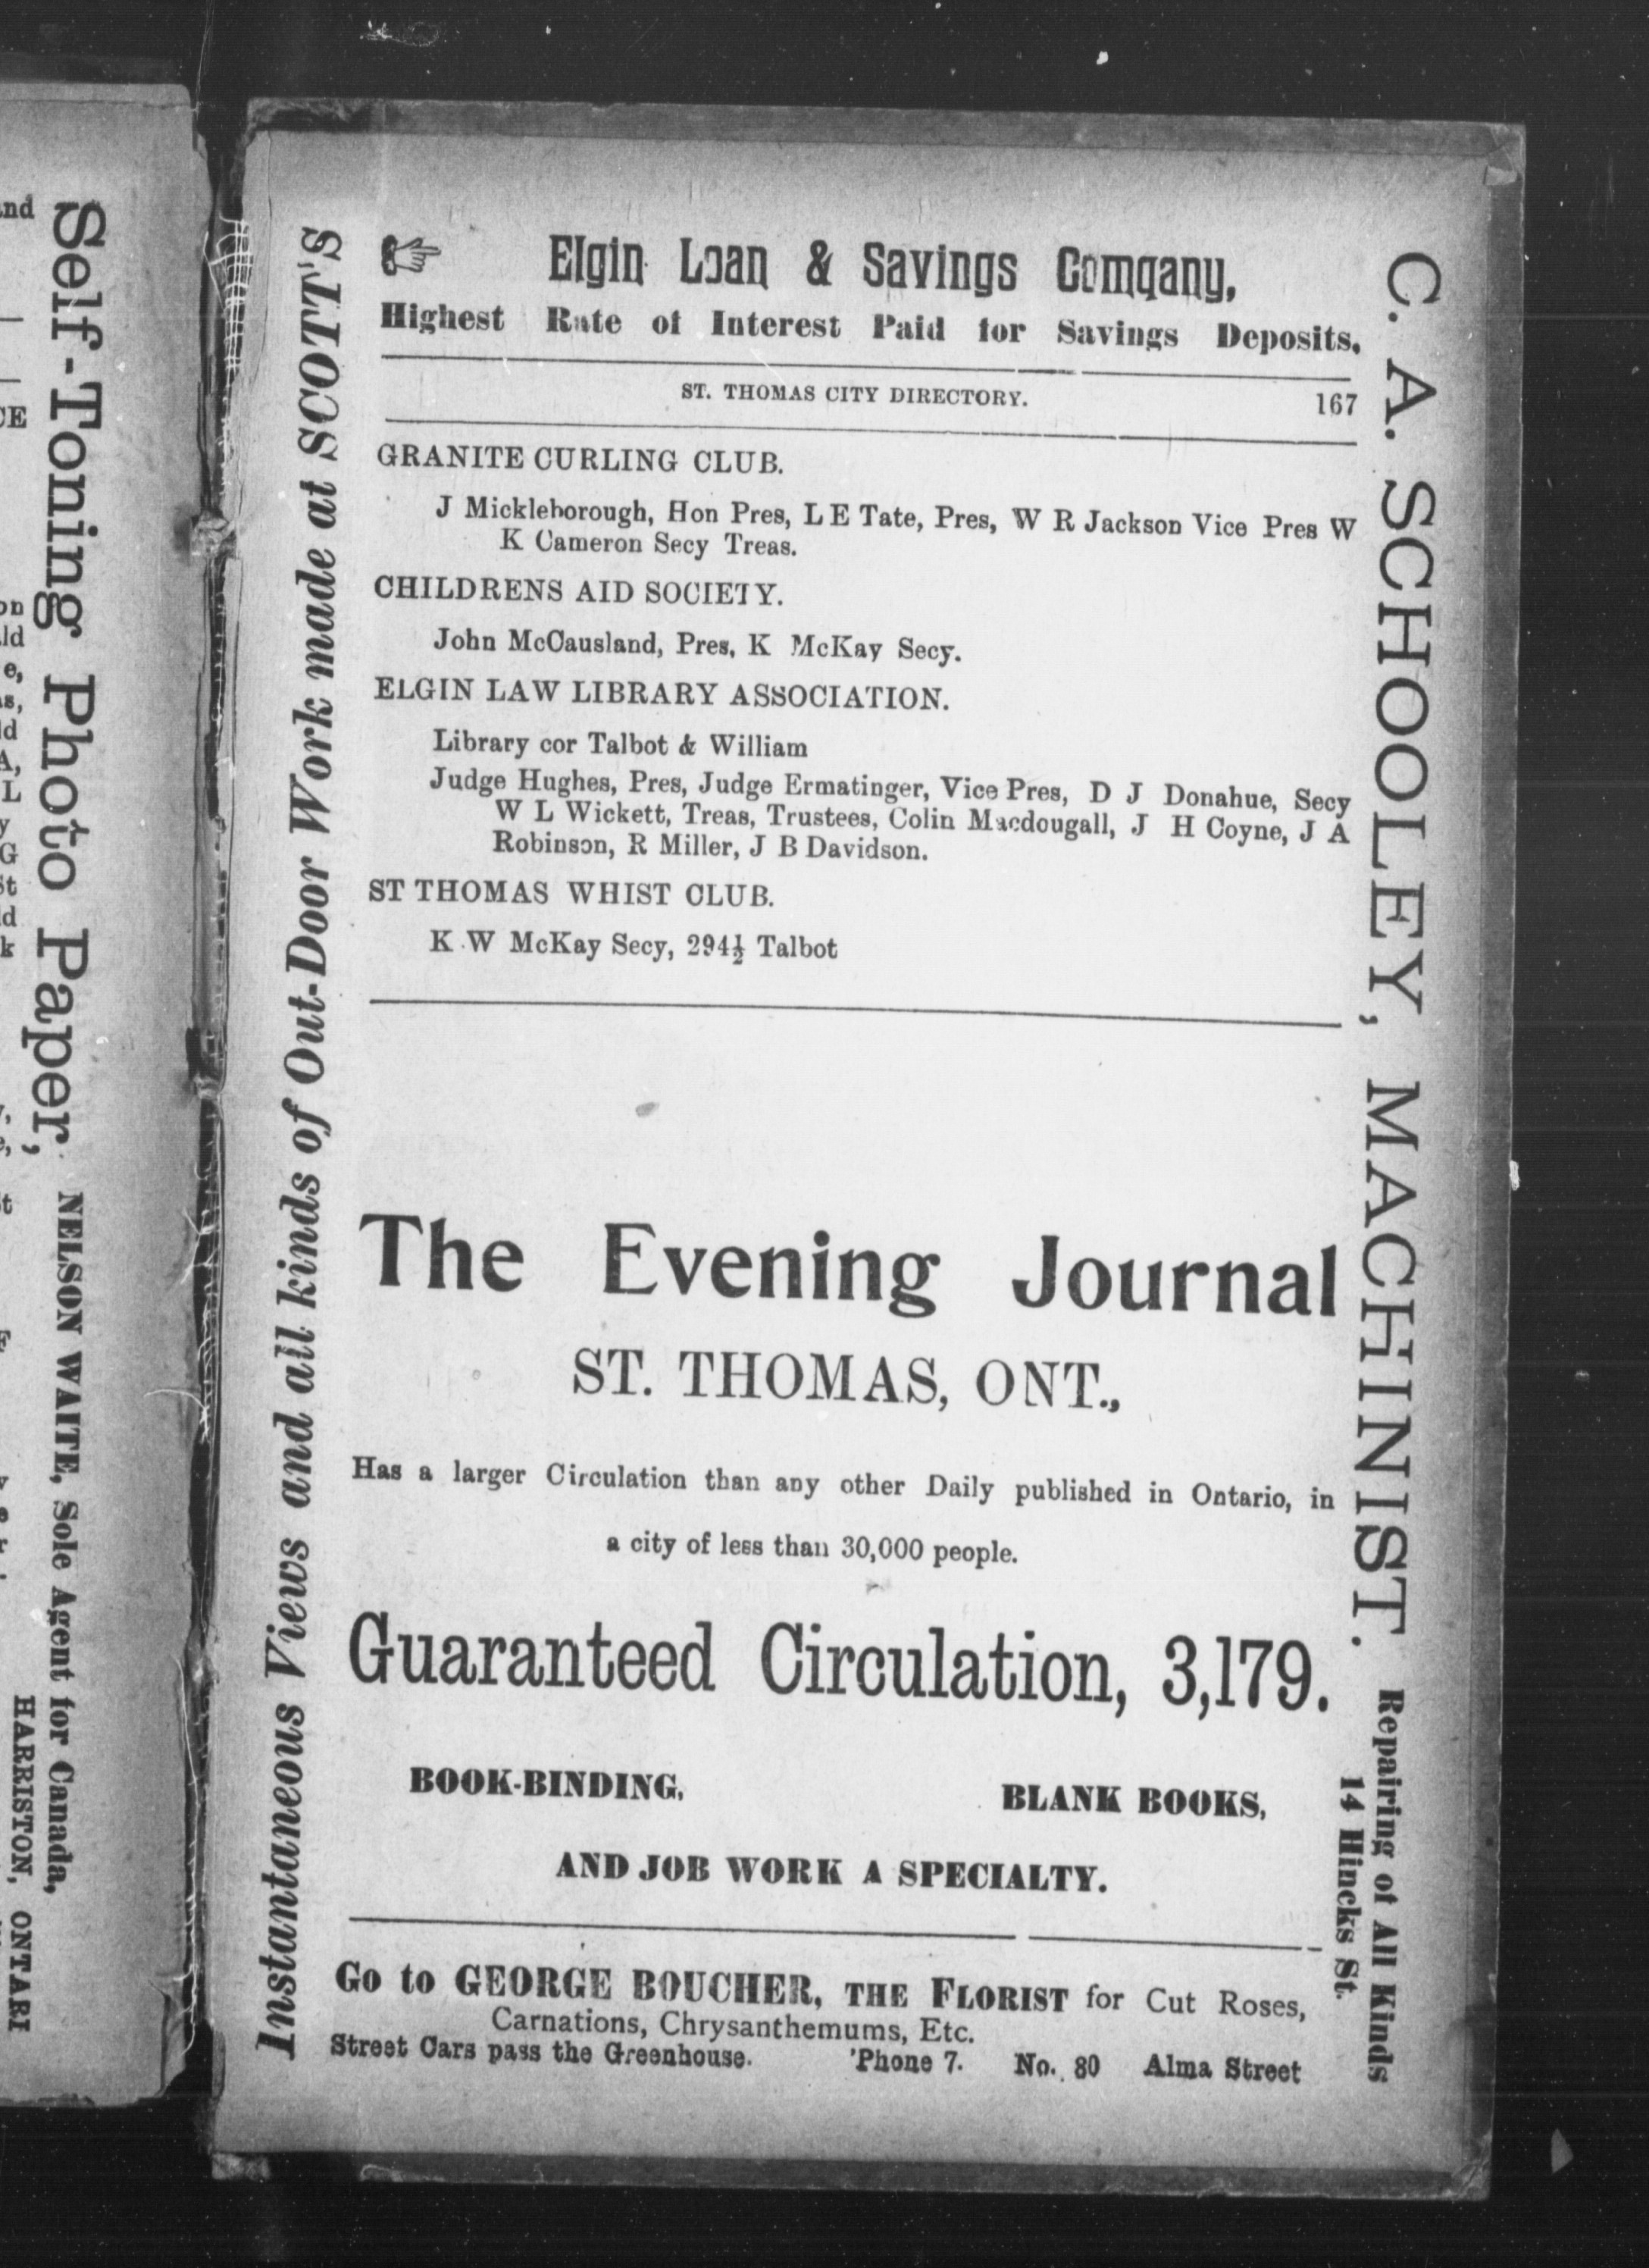 Self-Toning Photo Paper,
NELSON WAITE, Sole Agent for Canada,
HARRISTON, ONTARI
Instantaneous Views and all kinds of Out-Door Work made at SCOTT'S
Elgin Loan & Savings Comqany,
Highest Rate of Interest Paid for Savings Deposits.
ST. THOMAS CITY DIRECTORY. 167
GRANITE CURLING CLUB.
J Mickleborough, Hon Pres, L E Tate, Pres, W R Jackson Vice Pres W
K Cameron Secy Treas.
CHILDRENS AID SOCIETY.
John McCausland, Pres, K McKay Secy.
ELGIN LAW LIBRARY ASSOCIATION.
Library cor Talbot & William
Judge Hughes, Pres, Judge Ermatinger, Vice Pres, D J Donahue, Secy
W L Wickett, Treas, Trustees, Colin Macdougall, J H Coyne, J A
Robinson, R Miller, J B Davidson.
ST THOMAS WHIST CLUB.
K W McKay Secy, 294½ Talbot
The Evening Journal
ST. THOMAS, ONT.,
Has a larger Circulation than any other Daily published in Ontario, in
a city of less than 30,000 people.
Guaranteed Circulation, 3,179.
BOOK-BINDING, BLANK BOOKS,
AND JOB WORK A SPECIALTY.
Go to GEORGE BOUCHER, THE FLORIST for Cut Roses,
Carnations, Chrysanthemums, Etc.
Street Cars pass the Greenhouse. 'Phone 7. No. 80 Alma Street
C. A. SCHOOLEY, MACHINIST.
Repairing of All Kinds
14 Hincks St.